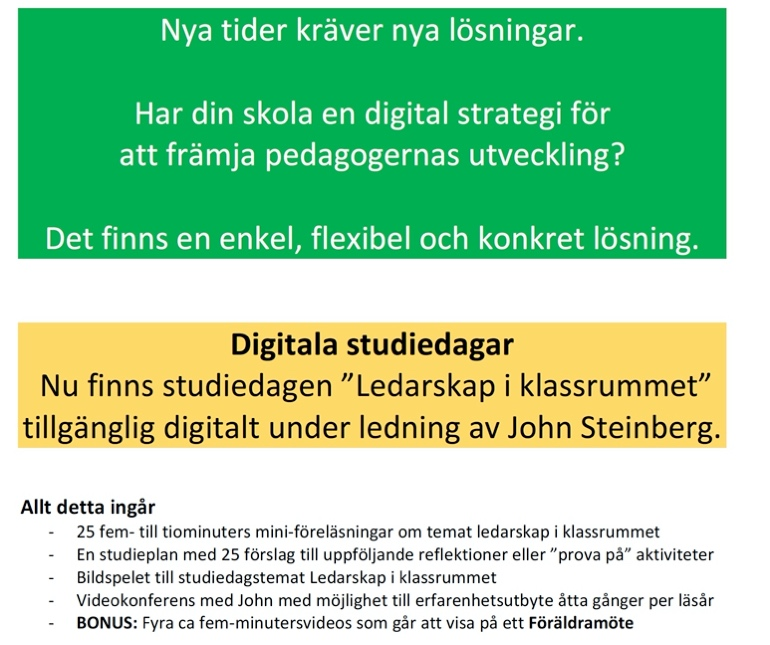 Nya tider kräver nya lösningar.
Har din skola en digital strategi för
att främja pedagogernas utveckling?
Det finns en enkel, flexibel och konkret lösning.
Digitala studiedagar
Nu finns studiedagen ”Ledarskap i klassrummet”
tillgänglig digitalt under ledning av John Steinberg.
Allt detta ingår
- 25 fem- till tiominuters mini-föreläsningar om temat ledarskap i klassrummet
- En studieplan med 25 förslag till uppföljande reflektioner eller ”prova på” aktiviteter
- Bildspelet till studiedagstemat Ledarskap i klassrummet
- Videokonferens med John med möjlighet till erfarenhetsutbyte åtta gånger per läsår
- BONUS: Fyra ca fem-minutersvideos som går att visa på ett Föräldramöte